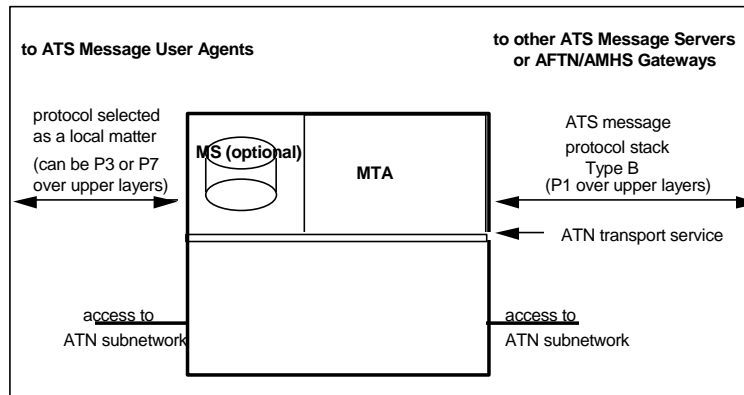 to ATS Message User Agents
to other ATS Message Servers
or AFTN/AMHS Gateways
protocol selected
as a local matter
(can be P3 or P7
over upper layers)
MS (optional)
MTA
ATS message
protocol stack
Type B
(P1 over upper layers)
ATN transport service
access to
ATN subnetwork
access to
ATN subnetwork